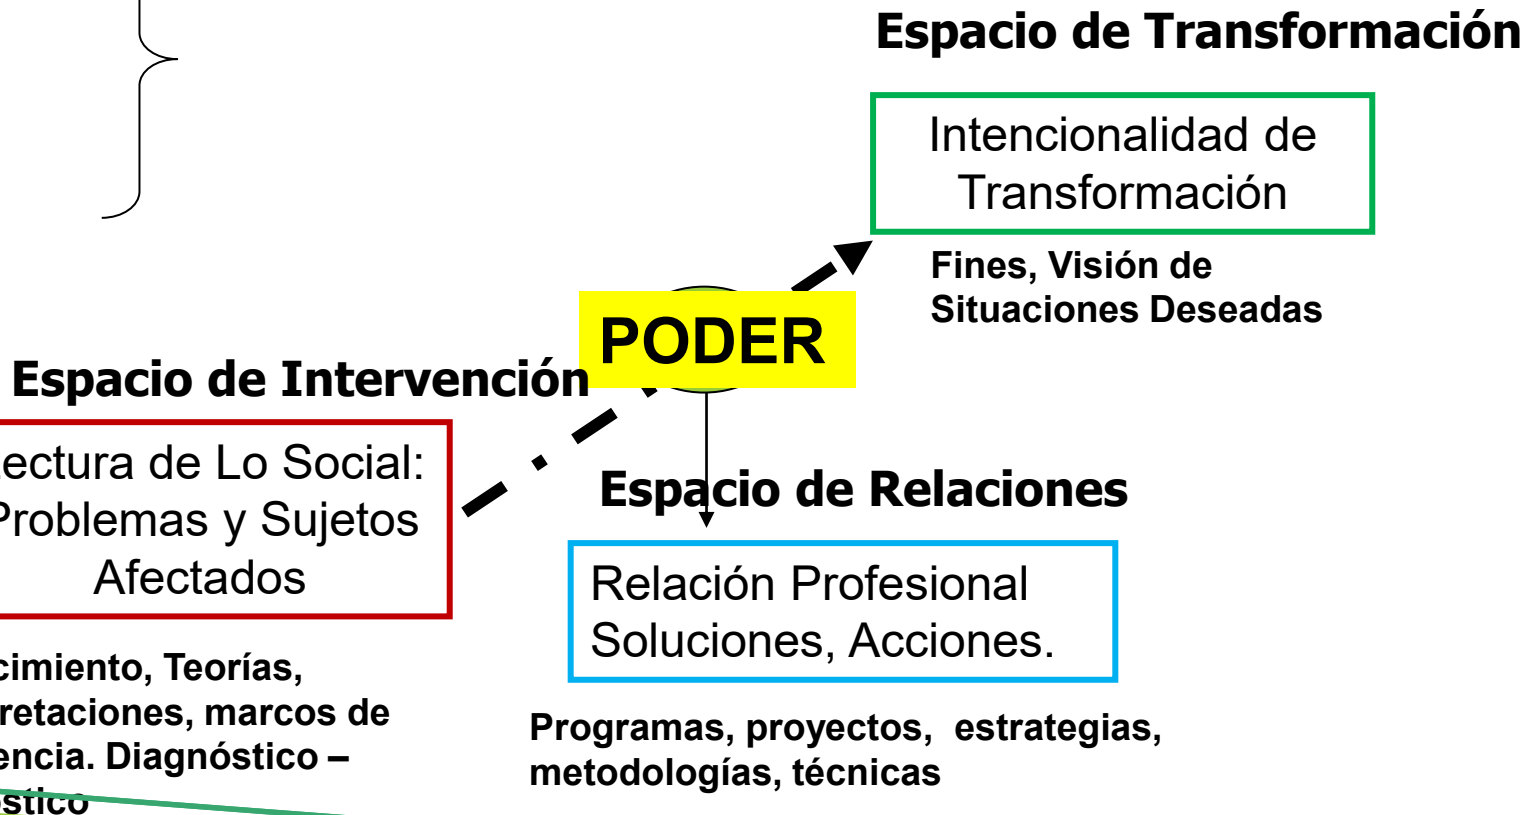 Espacio de Transformación
Intencionalidad de
Transformación
Fines, Visión de
Situaciones Deseadas
PODER
Espacio de Intervención
ectura de Lo Social:
Problemas y Sujetos
Afectados
cimiento, Teorías,
retaciones, marcos de
encia. Diagnóstico –
óstico
Espacio de Relaciones
Relación Profesional
Soluciones, Acciones.
Programas, proyectos, estrategias,
metodologías, técnicas